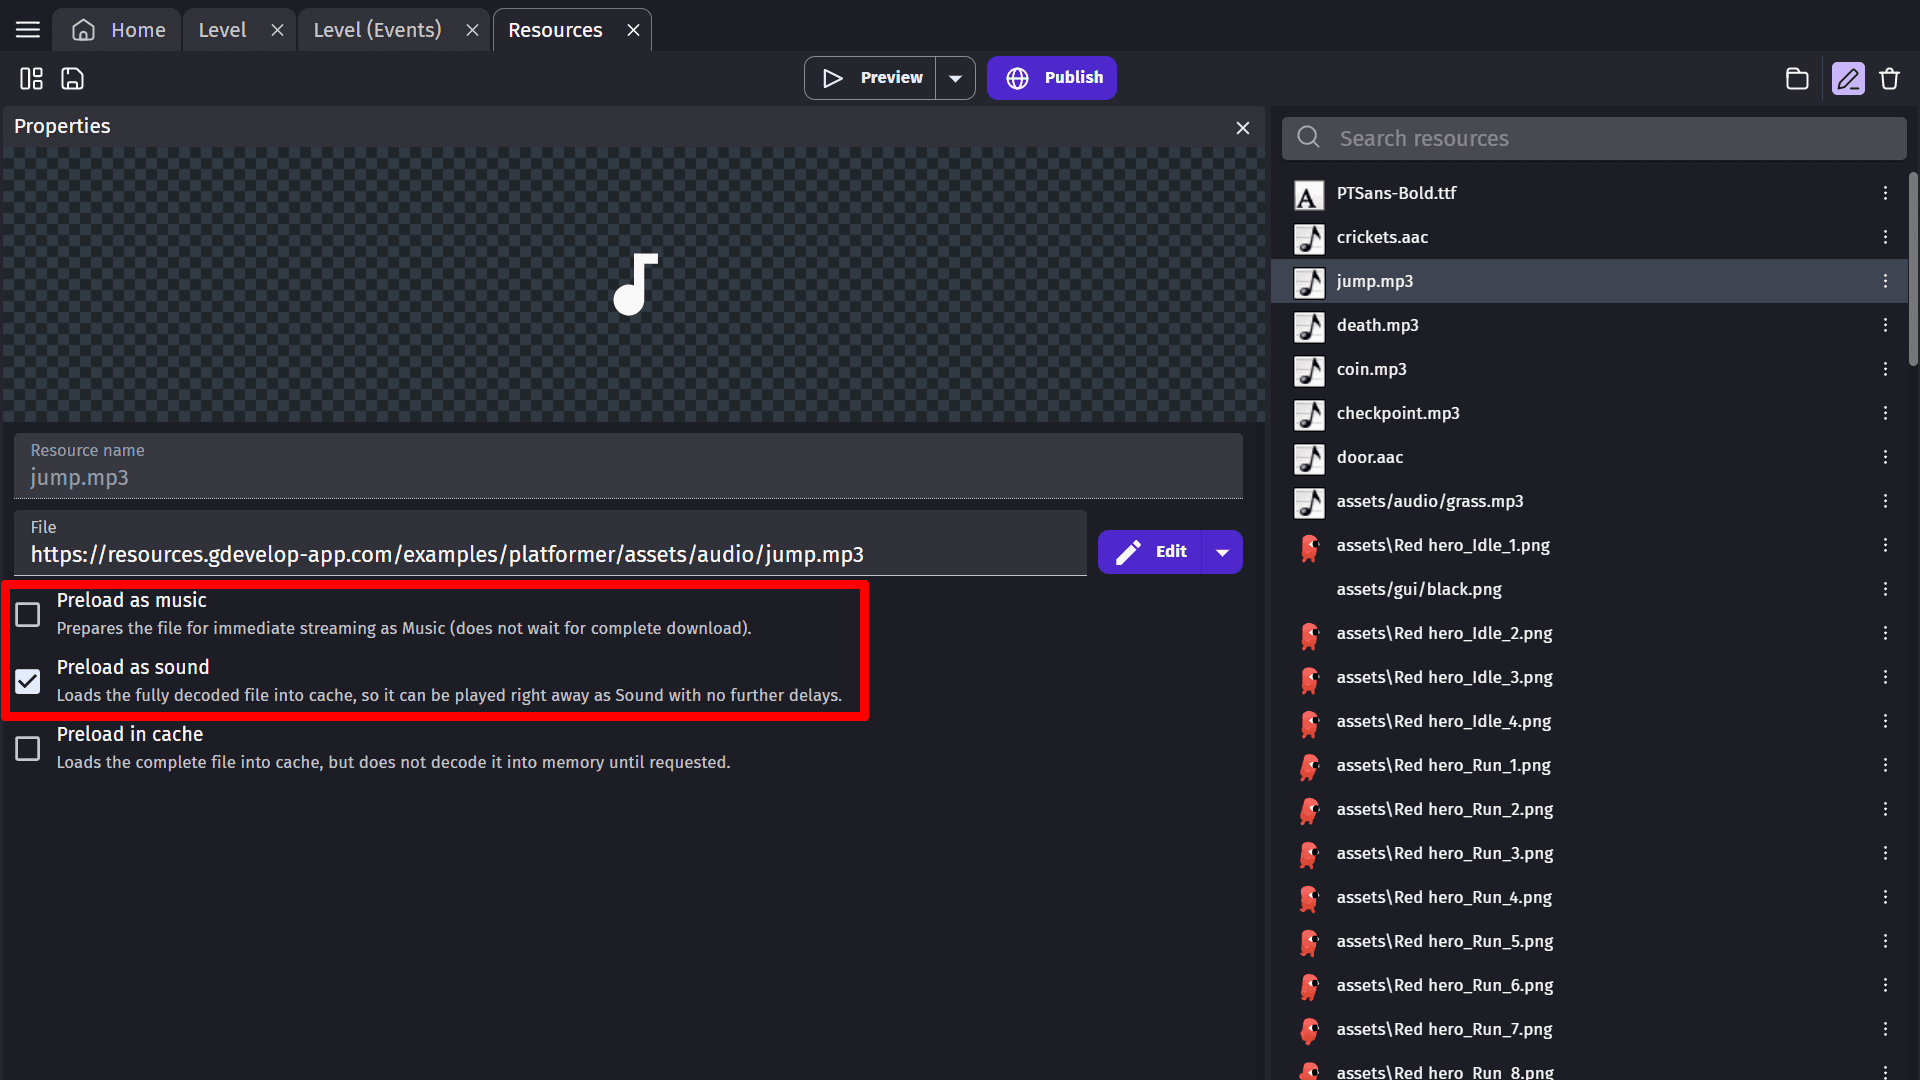 Home
Level
Level (Events)
Resources
Preview
Publish
Properties
Search resources
PTSans-Bold.ttf
crickets.aac
jump.mp3
death.mp3
coin.mp3
checkpoint.mp3
door.aac
assets/audio/grass.mp3
assets\Red hero_Idle_1.png
assets/gui/black.png
assets\Red hero_Idle_2.png
assets\Red hero_Idle_3.png
assets\Red hero_Idle_4.png
assets\Red hero_Run_1.png
assets\Red hero_Run_2.png
assets\Red hero_Run_3.png
assets\Red hero_Run_4.png
assets\Red hero_Run_5.png
assets\Red hero_Run_6.png
assets\Red hero_Run_7.png
assets\Red hero_Run_8.png
Resource name
jump.mp3
File
https://resources.gdevelop-app.com/examples/platformer/assets/audio/jump.mp3
Edit
Preload as music
Prepares the file for immediate streaming as Music (does not wait for complete download).
Preload as sound
Loads the fully decoded file into cache, so it can be played right away as Sound with no further delays.
Preload in cache
Loads the complete file into cache, but does not decode it into memory until requested.